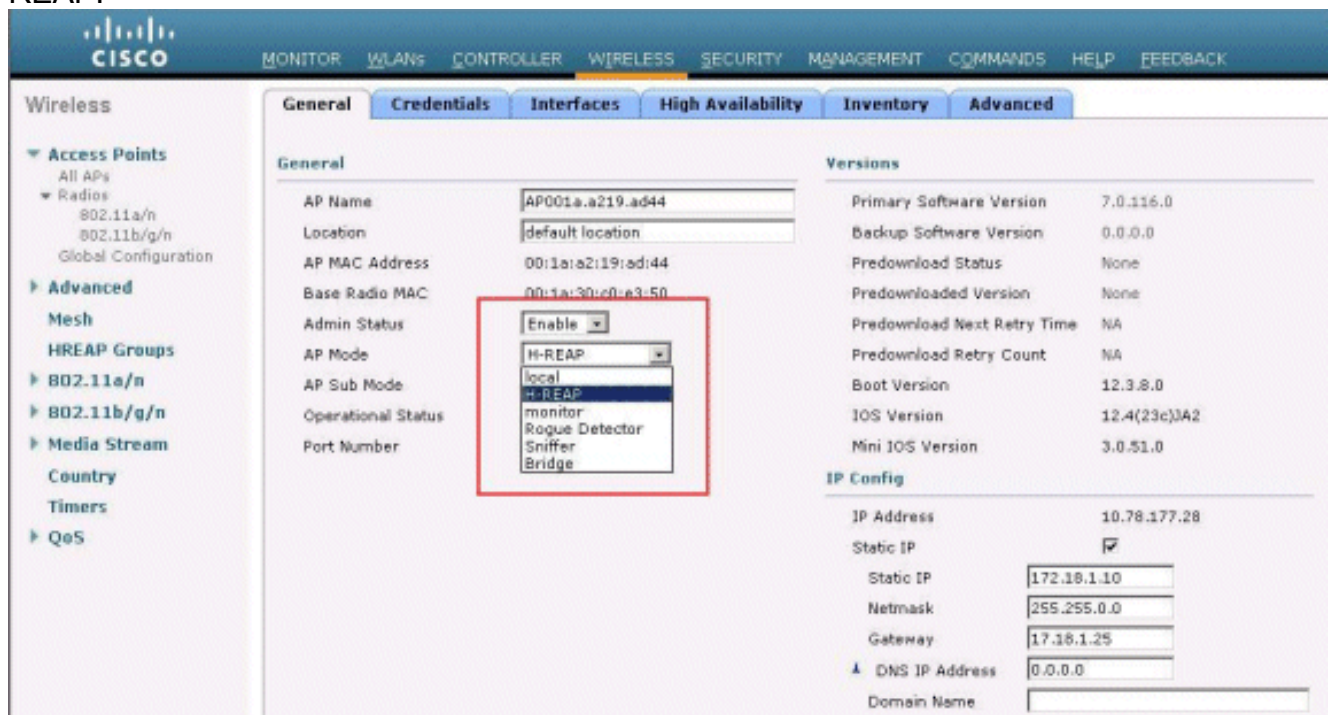 CISCO
MONITOR WLANs CONTROLLER WIRELESS SECURITY MANAGEMENT COMMANDS HELP FEEDBACK
Wireless
Access Points
All APs
Radios
802.11a/n
802.11b/g/n
Global Configuration
Advanced
Mesh
HREAP Groups
802.11a/n
802.11b/g/n
Media Stream
Country
Timers
QoS
General Credentials Interfaces High Availability Inventory Advanced
General
AP Name AP001a.a219.ad44
Location default location
AP MAC Address 00:1a:a2:19:ad:44
Base Radio MAC 00:1a:30:c0:e3:50
Admin Status Enable
AP Mode H-REAP
local
H-REAP
monitor
Rogue Detector
Sniffer
Bridge
AP Sub Mode
Operational Status
Port Number
Versions
Primary Software Version 7.0.116.0
Backup Software Version 0.0.0.0
Predownload Status None
Predownloaded Version None
Predownload Next Retry Time NA
Predownload Retry Count NA
Boot Version 12.3.8.0
IOS Version 12.4(23c)JA2
Mini IOS Version 3.0.51.0
IP Config
IP Address 10.78.177.28
Static IP
Static IP 172.18.1.10
Netmask 255.255.0.0
Gateway 17.18.1.25
DNS IP Address 0.0.0.0
Domain Name